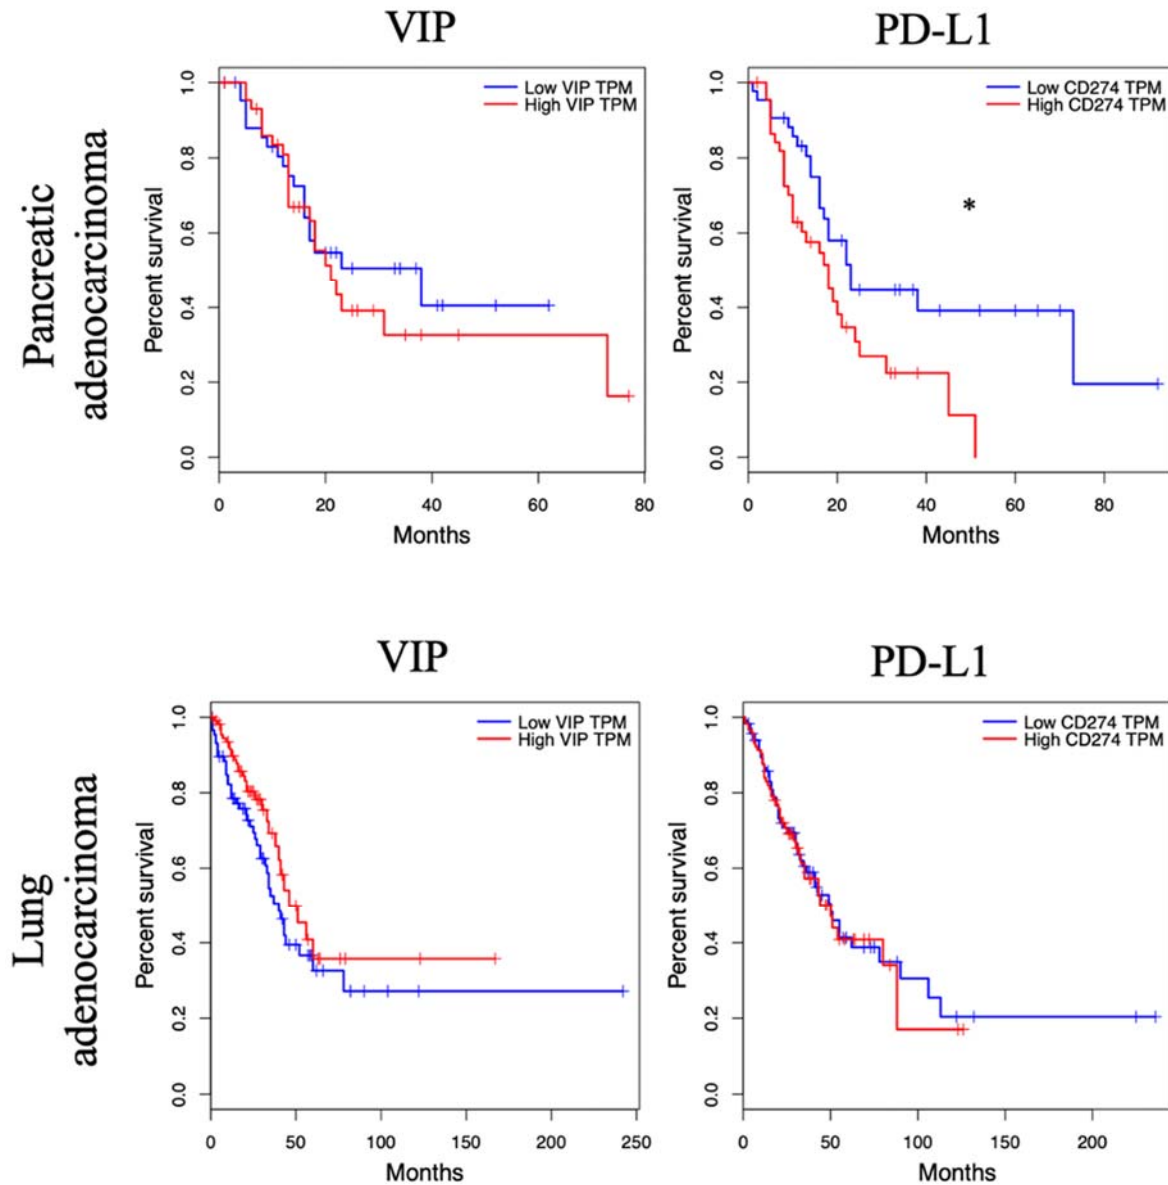 VIP
PD-L1
Pancreatic
adenocarcinoma
Percent survival
1.0
0.8
0.6
0.4
0.2
0.0
Low VIP TPM
High VIP TPM
0 20 40 60 80
Months
Percent survival
1.0
0.8
0.6
0.4
0.2
0.0
Low CD274 TPM
High CD274 TPM
*
0 20 40 60 80
Months
VIP
PD-L1
Lung
adenocarcinoma
Percent survival
1.0
0.8
0.6
0.4
0.2
0.0
Low VIP TPM
High VIP TPM
0 50 100 150 200 250
Months
Percent survival
1.0
0.8
0.6
0.4
0.2
0.0
Low CD274 TPM
High CD274 TPM
0 50 100 150 200
Months